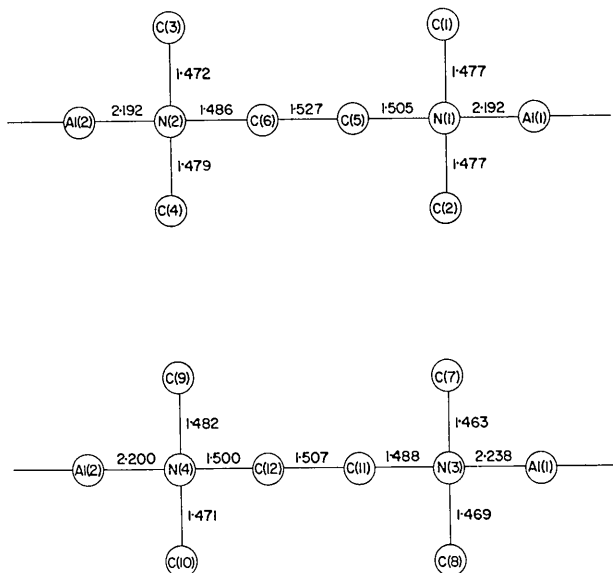 C(3) C(1)
1·472 1·477
Al(2) 2·192 N(2) 1·486 C(6) 1·527 C(5) 1·505 N(1) 2·192 Al(1)
1·479 1·477
C(4) C(2)
C(9) C(7)
1·482 1·463
Al(2) 2·200 N(4) 1·500 C(12) 1·507 C(11) 1·488 N(3) 2·238 Al(1)
1·471 1·469
C(10) C(8)